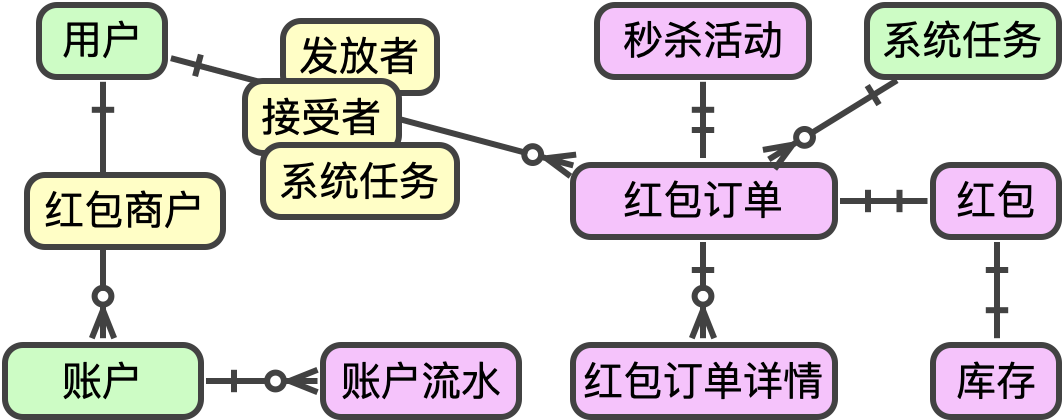 用户
发放者
秒杀活动
系统任务
接受者
系统任务
红包商户
红包订单
红包
账户
账户流水
红包订单详情
库存